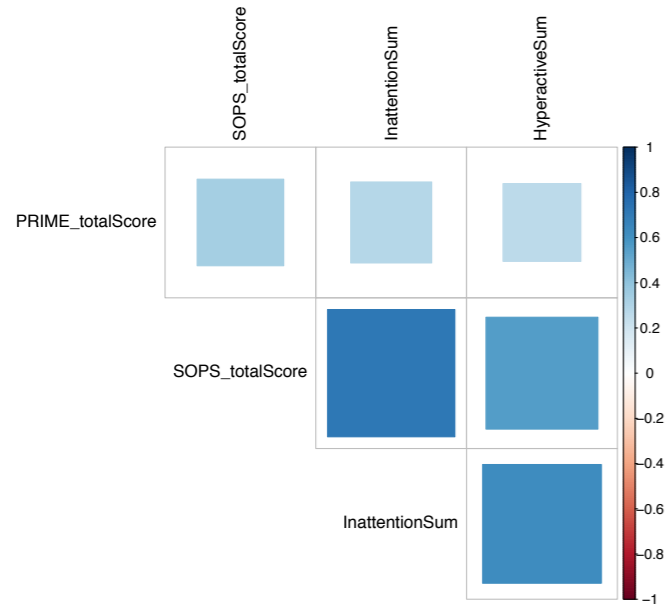 SOPS_totalScore
InattentionSum
HyperactiveSum
PRIME_totalScore
SOPS_totalScore
InattentionSum
1
0.8
0.6
0.4
0.2
0
−0.2
−0.4
−0.6
−0.8
−1